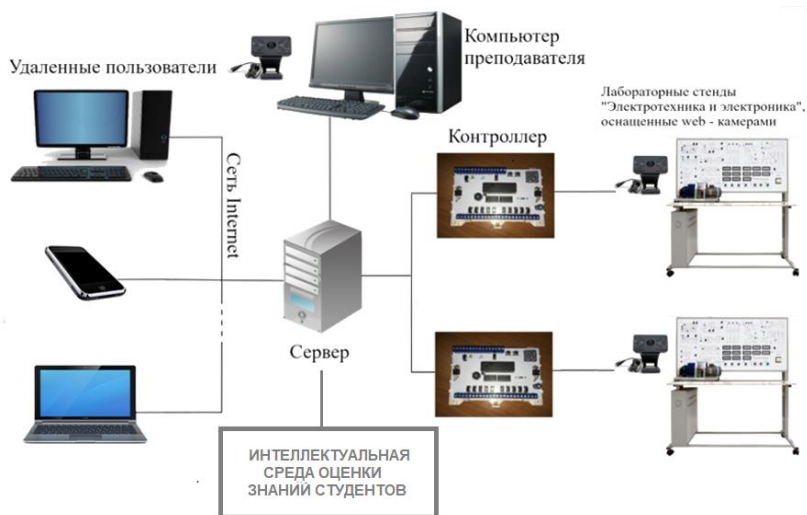 Компьютер
преподавателя
Удаленные пользователи
Лабораторные стенды
"Электротехника и электроника",
оснащенные web - камерами
Контроллер
Сеть Internet
Сервер
ИНТЕЛЛЕКТУАЛЬНАЯ
СРЕДА ОЦЕНКИ
ЗНАНИЙ СТУДЕНТОВ